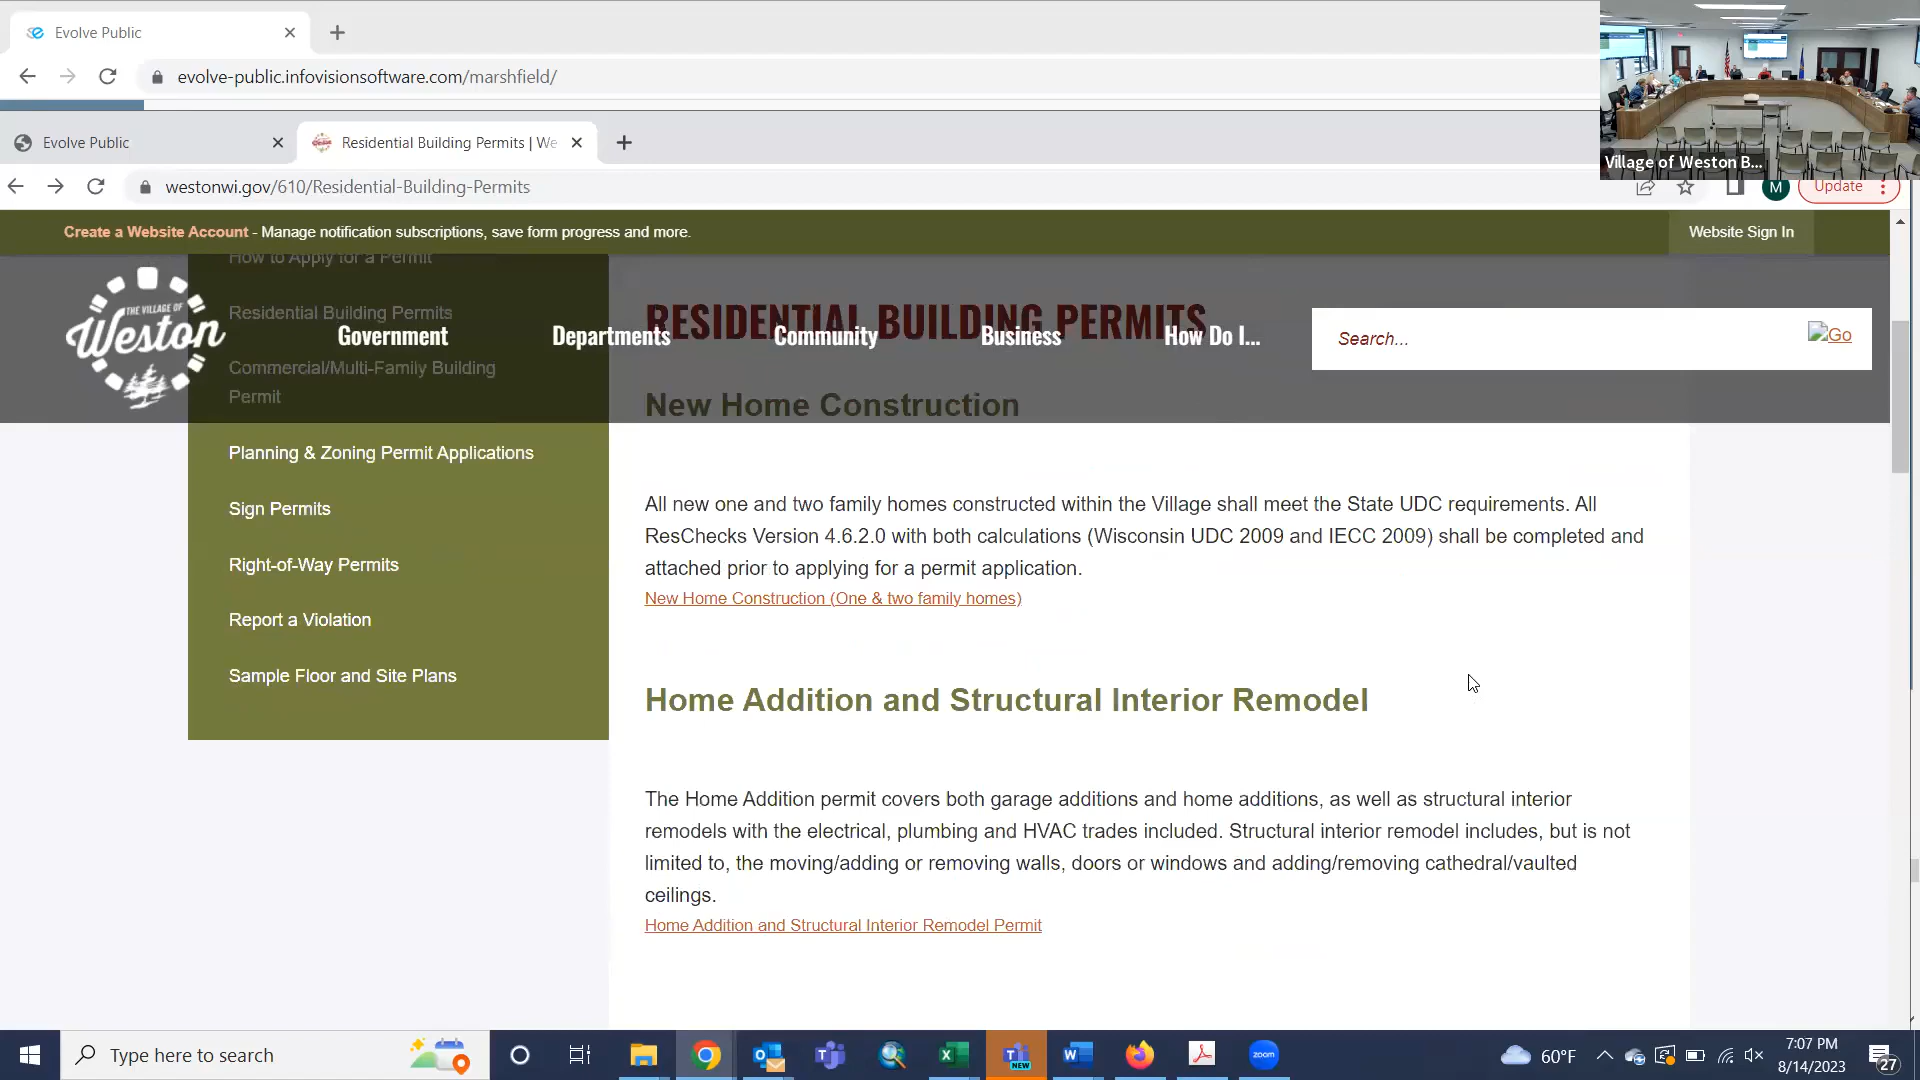 Evolve Public
evolve-public.infovisionsoftware.com/marshfield/
Evolve Public
Residential Building Permits | We
westonwi.gov/610/Residential-Building-Permits
Village of Weston B...
M
Update
Create a Website Account - Manage notification subscriptions, save form progress and more.
Website Sign In
THE VILLAGE OF
Weston
Government
Departments
Community
Business
How Do I...
Search...
Go
How to Apply for a Permit
Residential Building Permits
Commercial/Multi-Family Building
Permit
Planning & Zoning Permit Applications
Sign Permits
Right-of-Way Permits
Report a Violation
Sample Floor and Site Plans
RESIDENTIAL BUILDING PERMITS
New Home Construction
All new one and two family homes constructed within the Village shall meet the State UDC requirements. All
ResChecks Version 4.6.2.0 with both calculations (Wisconsin UDC 2009 and IECC 2009) shall be completed and
attached prior to applying for a permit application.
New Home Construction (One & two family homes)
Home Addition and Structural Interior Remodel
The Home Addition permit covers both garage additions and home additions, as well as structural interior
remodels with the electrical, plumbing and HVAC trades included. Structural interior remodel includes, but is not
limited to, the moving/adding or removing walls, doors or windows and adding/removing cathedral/vaulted
ceilings.
Home Addition and Structural Interior Remodel Permit
Type here to search
NEW
zoom
60°F
7:07 PM
8/14/2023
27